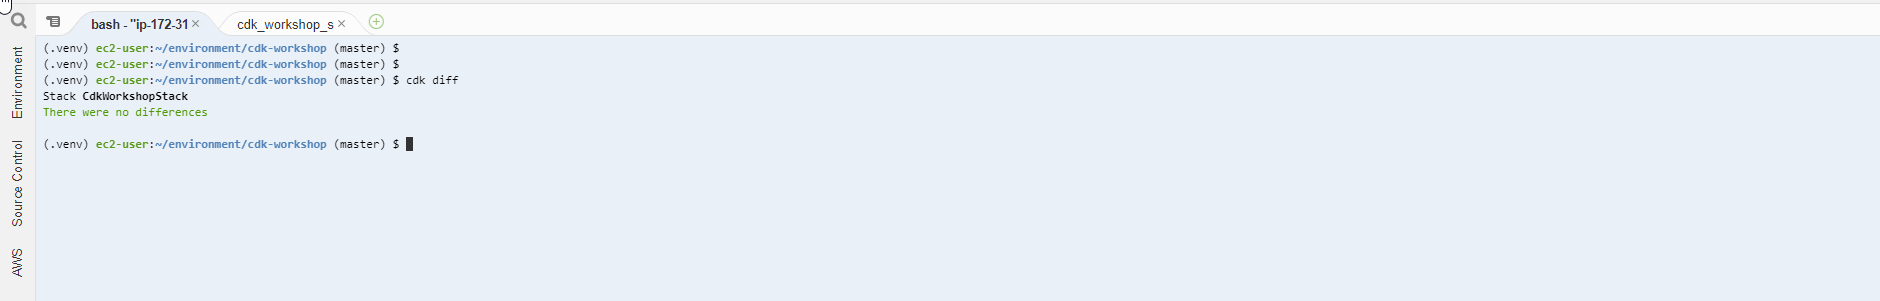 bash - "ip-172-31 ×
cdk_workshop_s ×
Environment
Source Control
AWS
(.venv) ec2-user:~/environment/cdk-workshop (master) $
(.venv) ec2-user:~/environment/cdk-workshop (master) $
(.venv) ec2-user:~/environment/cdk-workshop (master) $ cdk diff
Stack CdkWorkshopStack
There were no differences
(.venv) ec2-user:~/environment/cdk-workshop (master) $